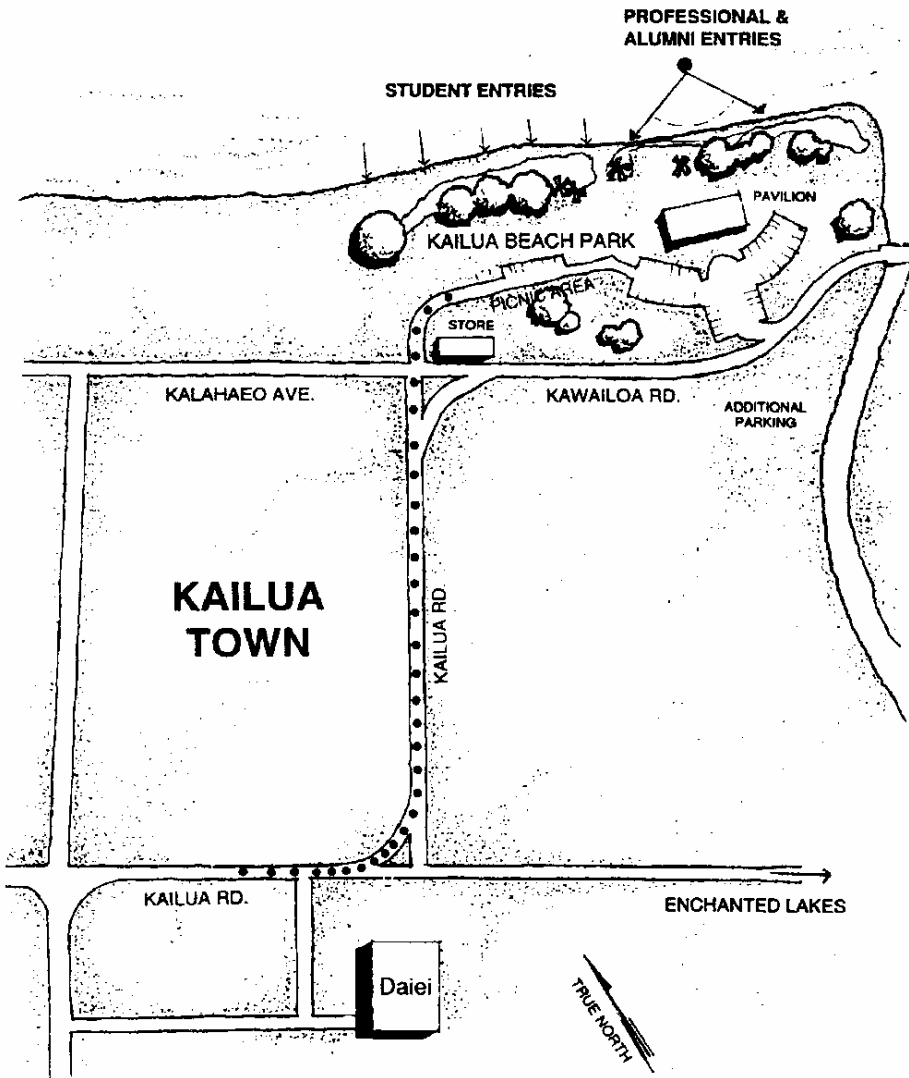 PROFESSIONAL &
ALUMNI ENTRIES
STUDENT ENTRIES
PAVILION
KAILUA BEACH PARK
PICNIC AREA
STORE
KALAHAEO AVE.
KAWAILOA RD.
ADDITIONAL
PARKING
KAILUA
TOWN
KAILUA RD.
KAILUA RD.
ENCHANTED LAKES
Daiei
TRUE NORTH